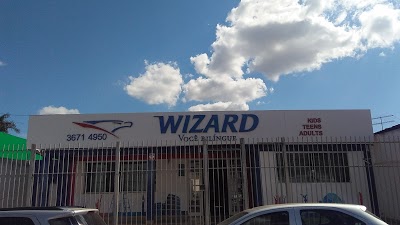 3671 4950
WIZARD
VOCÊ BILÍNGUE
KIDS
TEENS
ADULTS